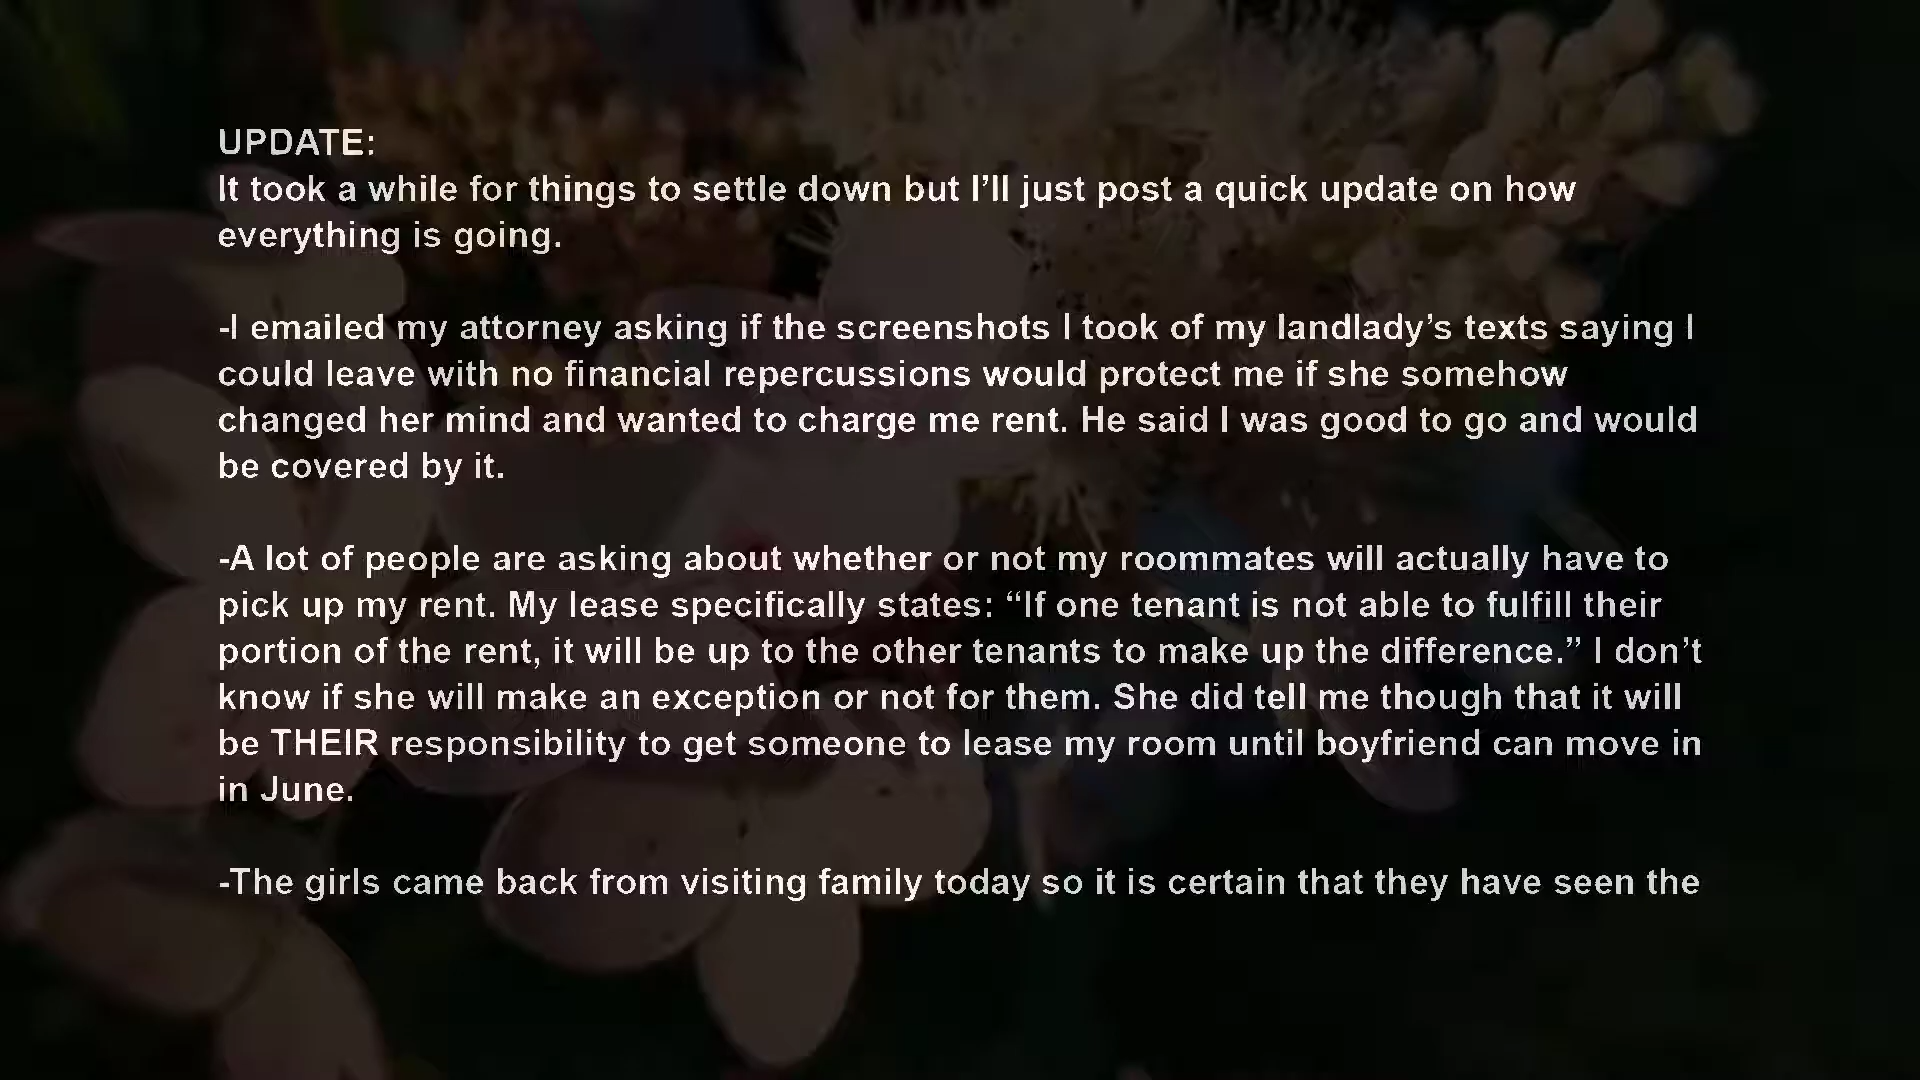 UPDATE:
It took a while for things to settle down but I’ll just post a quick update on how
everything is going.
-I emailed my attorney asking if the screenshots I took of my landlady’s texts saying I
could leave with no financial repercussions would protect me if she somehow
changed her mind and wanted to charge me rent. He said I was good to go and would
be covered by it.
-A lot of people are asking about whether or not my roommates will actually have to
pick up my rent. My lease specifically states: “If one tenant is not able to fulfill their
portion of the rent, it will be up to the other tenants to make up the difference.” I don’t
know if she will make an exception or not for them. She did tell me though that it will
be THEIR responsibility to get someone to lease my room until boyfriend can move in
in June.
-The girls came back from visiting family today so it is certain that they have seen the